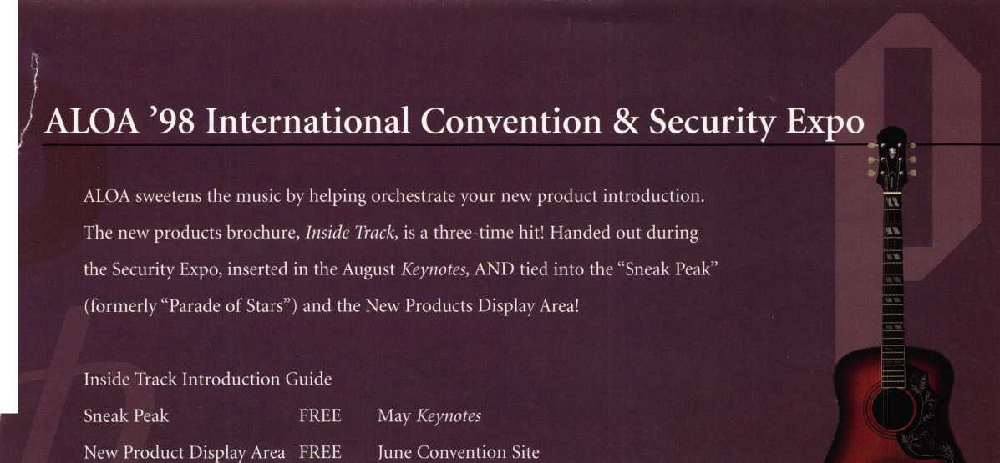 ALOA ’98 International Convention & Security Expo
ALOA sweetens the music by helping orchestrate your new product introduction.
The new products brochure, Inside Track, is a three-time hit! Handed out during
the Security Expo, inserted in the August Keynotes, AND tied into the “Sneak Peak”
(formerly “Parade of Stars”) and the New Products Display Area!
Inside Track Introduction Guide
Sneak Peak FREE May Keynotes
New Product Display Area FREE June Convention Site